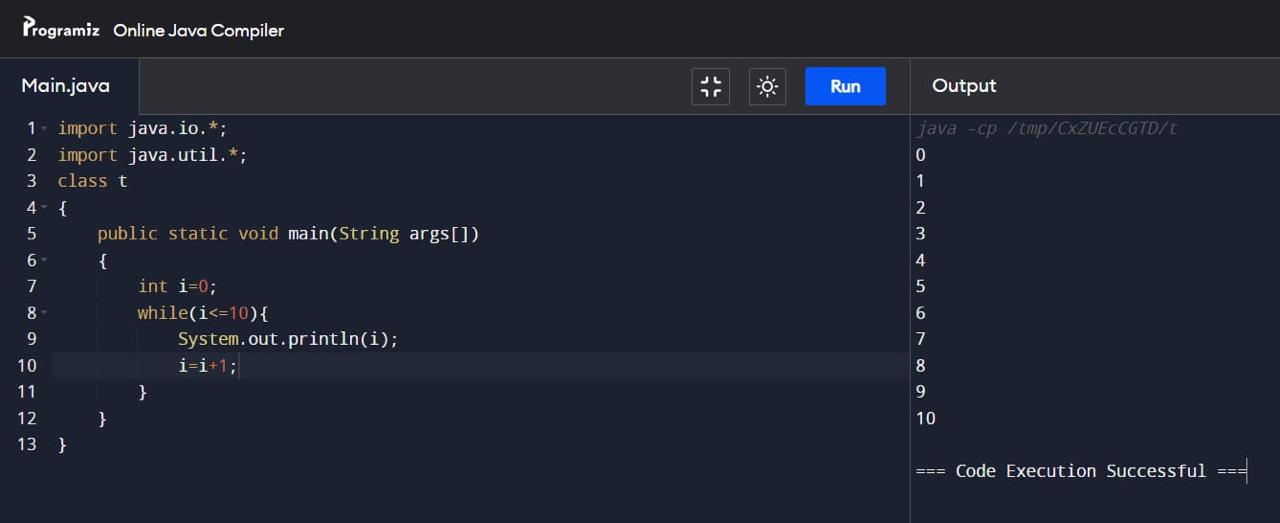 Programiz Online Java Compiler
Main.java
Run
Output
1 import java.io.*;
2 import java.util.*;
3 class t
4 {
5     public static void main(String args[])
6     {
7         int i=0;
8         while(i<=10){
9             System.out.println(i);
10             i=i+1;
11         }
12     }
13 }
java -cp /tmp/CxZUEcCGTD/t
0
1
2
3
4
5
6
7
8
9
10
=== Code Execution Successful ===